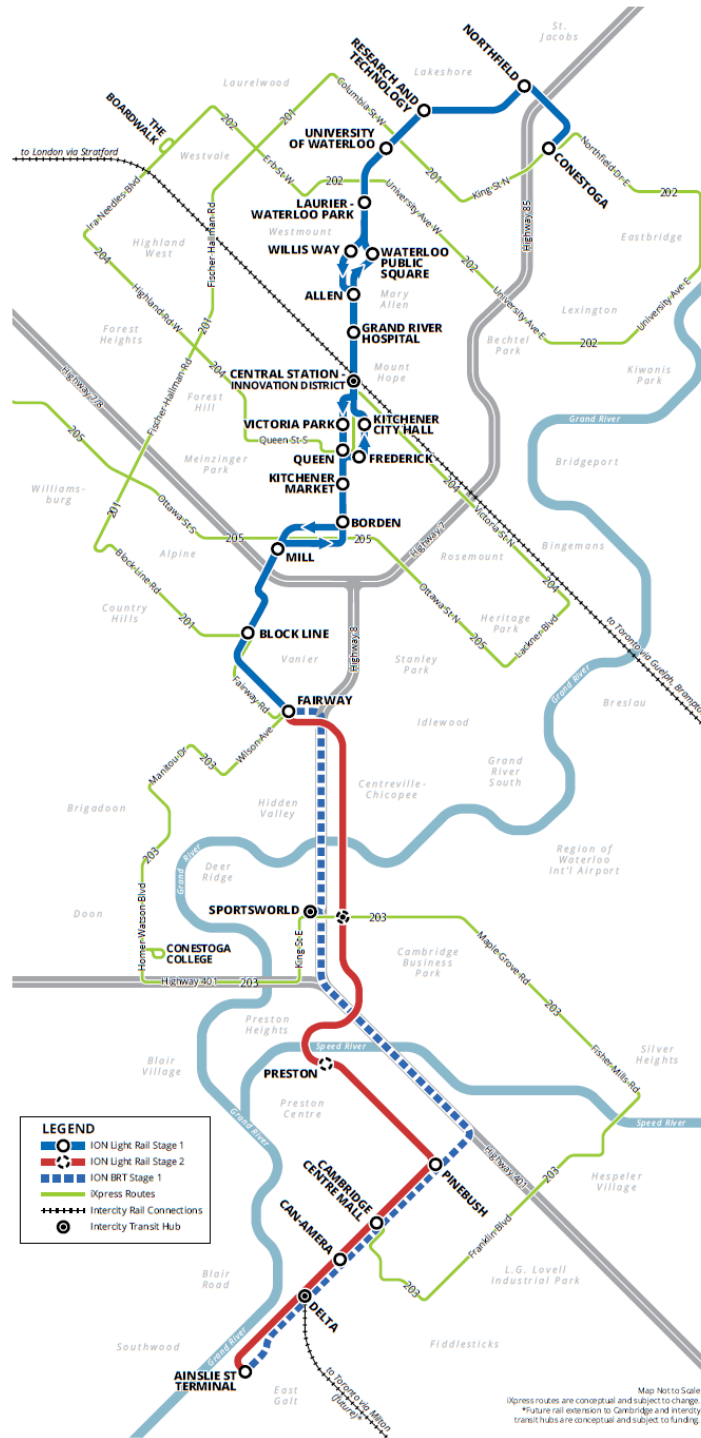 St.
Jacobs
NORTHFIELD
Lakeshore
RESEARCH AND
TECHNOLOGY
Laurelwood
Columbia St W
201
THE
BOARDWALK
202
UNIVERSITY
OF WATERLOO
to London via Stratford
Westvale
Erb St W
King St N
Northfield Dr E
CONESTOGA
202
University Ave W
201
202
Ira Needles Blvd
Fischer-Hallman Rd
LAURIER -
WATERLOO PARK
Highway 85
Westmount
Eastbridge
Highland
West
WILLIS WAY
WATERLOO
PUBLIC
SQUARE
204
202
Highland Rd W
ALLEN
Mary
Allen
University Ave E
Lexington
University Ave E
201
Forest
Heights
GRAND RIVER
HOSPITAL
Bechtel
Park
202
Kiwanis
Park
Highway 7/8
Fischer-Hallman Rd
204
CENTRAL STATION -
INNOVATION DISTRICT
Mount
Hope
Forest
Hill
Grand River
205
VICTORIA PARK
KITCHENER
CITY HALL
Queen St S
Meinzinger
Park
QUEEN
FREDERICK
Bridgeport
KITCHENER
MARKET
204
Williams-
burg
201
Ottawa St S
Victoria St N
BORDEN
205
205
Highway 7
Bingemans
Alpine
MILL
Rosemount
Block Line Rd
Ottawa St N
204
Country
Hills
201
Heritage
Park
BLOCK LINE
Highway 8
205
Lackner Blvd
to Toronto via Guelph, Brampton
Vanier
Stanley
Park
Fairway Rd
Grand River
FAIRWAY
Breslau
Wilson Ave
Idlewood
203
Manitou Dr
Grand
River
South
Centreville-
Chicopee
Brigadoon
Hidden
Valley
203
Grand River
Deer
Ridge
Region of
Waterloo
Int'l Airport
Doon
Homer Watson Blvd
SPORTSWORLD
203
King St E
Maple Grove Rd
CONESTOGA
COLLEGE
Cambridge
Business
Park
Highway 401
203
203
Preston
Heights
Silver
Heights
Blair
Village
Speed River
Fisher Mills Rd
PRESTON
Preston
Centre
Speed River
Grand River
LEGEND
ION Light Rail Stage 1
ION Light Rail Stage 2
ION BRT Stage 1
iXpress Routes
Intercity Rail Connections
Intercity Transit Hub
Highway 401
PINEBUSH
203
Hespeler
Village
CAMBRIDGE
CENTRE MALL
Franklin Blvd
CAN-AMERA
Blair
Road
203
L.G. Lovell
Industrial Park
DELTA
Southwood
Grand River
Fiddlesticks
AINSLIE ST
TERMINAL
East
Galt
to Toronto via Milton
(future)*
Map Not to Scale
iXpress routes are conceptual and subject to change.
*Future rail extension to Cambridge and intercity
transit hubs are conceptual and subject to funding.